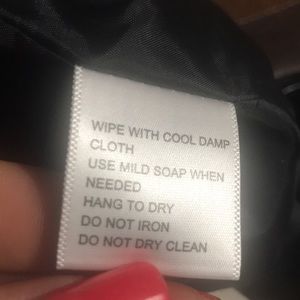 WIPE WITH COOL DAMP
CLOTH
USE MILD SOAP WHEN
NEEDED
HANG TO DRY
DO NOT IRON
DO NOT DRY CLEAN